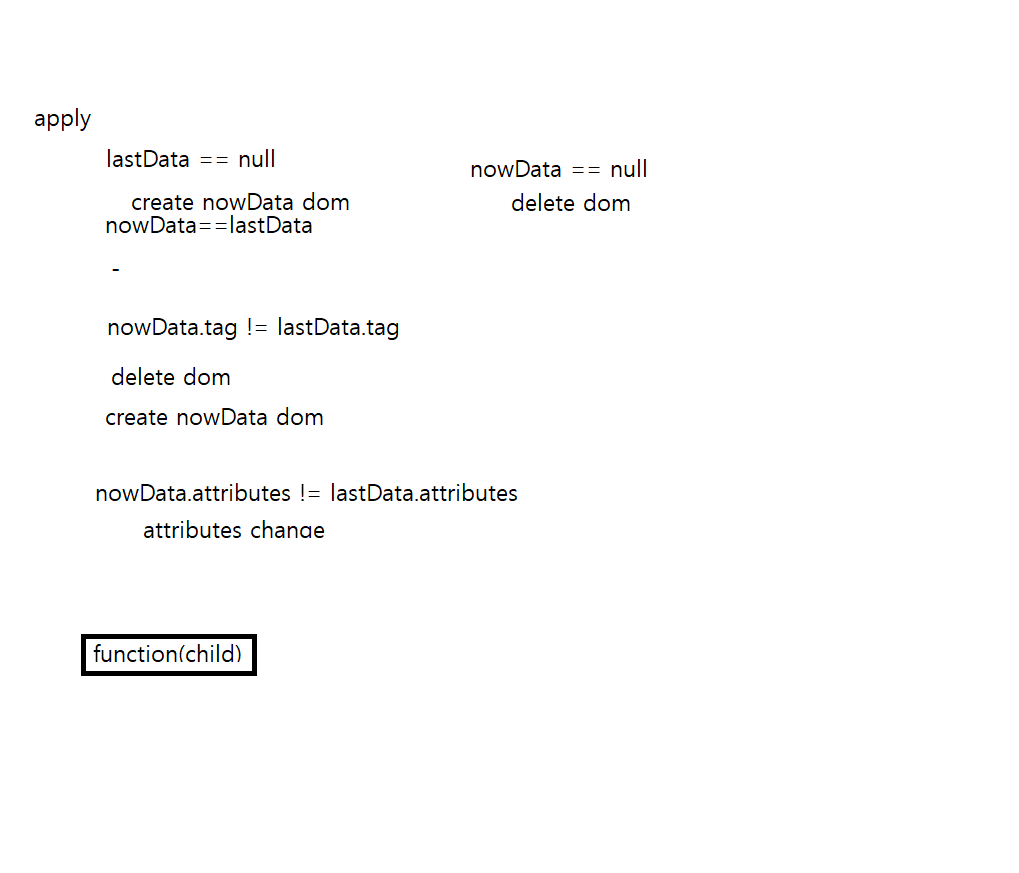 apply
lastData == null
nowData == null
create nowData dom
delete dom
nowData==lastData
-
nowData.tag != lastData.tag
delete dom
create nowData dom
nowData.attributes != lastData.attributes
attributes change
function(child)